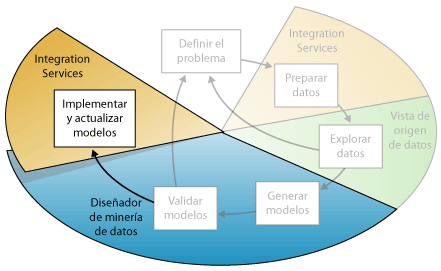 Definir el
problema
Integration
Services
Preparar
datos
Vista de
origen
de datos
Explorar
datos
Generar
modelos
Validar
modelos
Diseñador
de minería
de datos
Integration
Services
Implementar
y actualizar
modelos